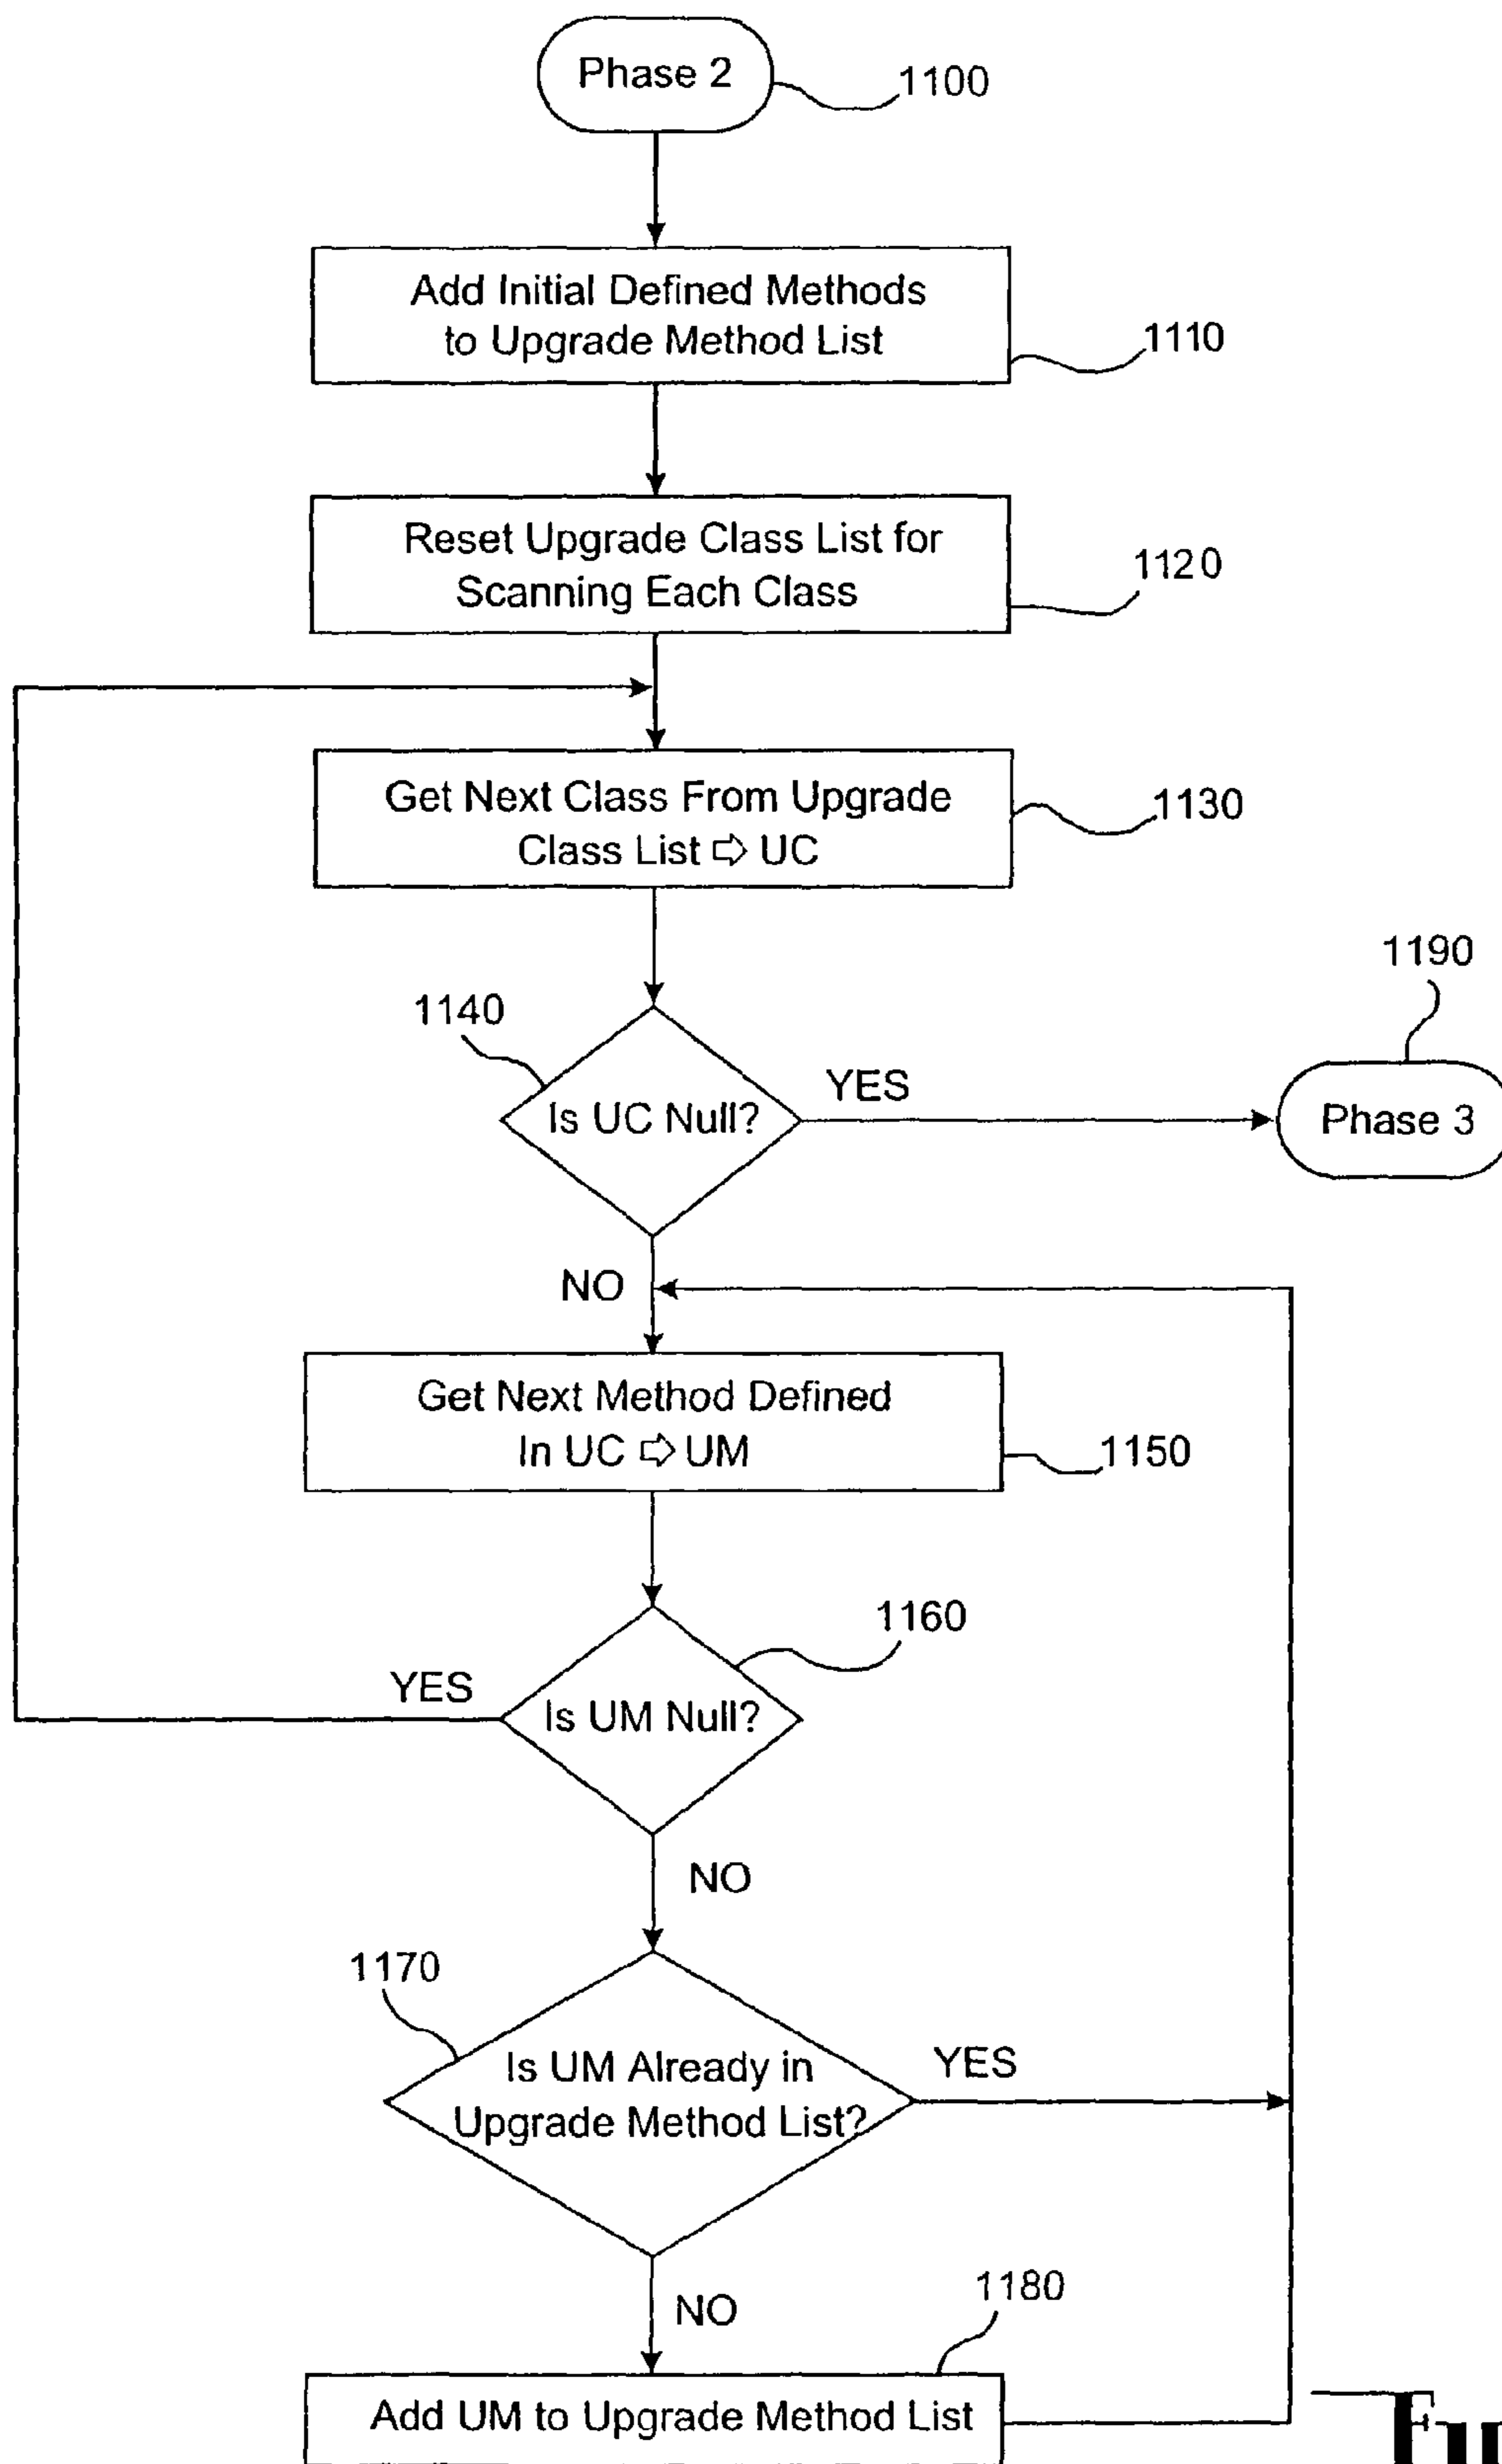 Phase 2
1100
Add Initial Defined Methods
to Upgrade Method List
1110
Reset Upgrade Class List for
Scanning Each Class
1120
Get Next Class From Upgrade
Class List ⇨ UC
1130
1140
Is UC Null?
YES
1190
Phase 3
NO
Get Next Method Defined
In UC ⇨ UM
1150
1160
YES
Is UM Null?
NO
1170
Is UM Already in
Upgrade Method List?
YES
NO
1180
Add UM to Upgrade Method List